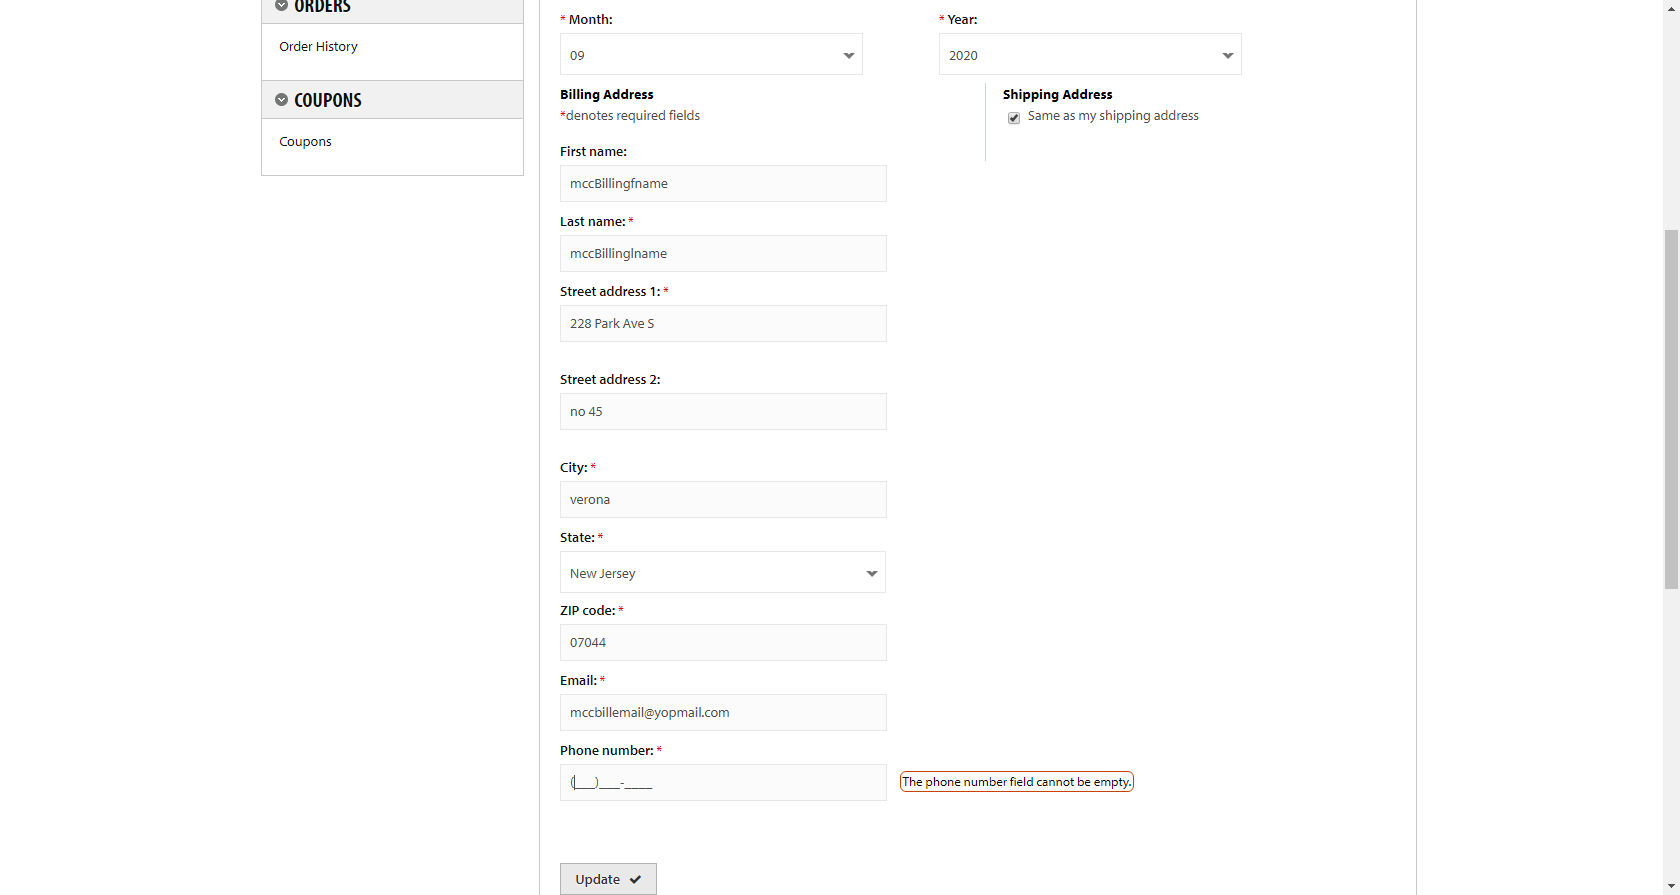 ORDERS
Order History
COUPONS
Coupons
* Month:
* Year:
09
2020
Billing Address
*denotes required fields
Shipping Address
Same as my shipping address
First name:
mccBillingfname
Last name: *
mccBillinglname
Street address 1: *
228 Park Ave S
Street address 2:
no 45
City: *
verona
State: *
New Jersey
ZIP code: *
07044
Email: *
mccbillemail@yopmail.com
Phone number: *
(___)___-____
The phone number field cannot be empty.
Update